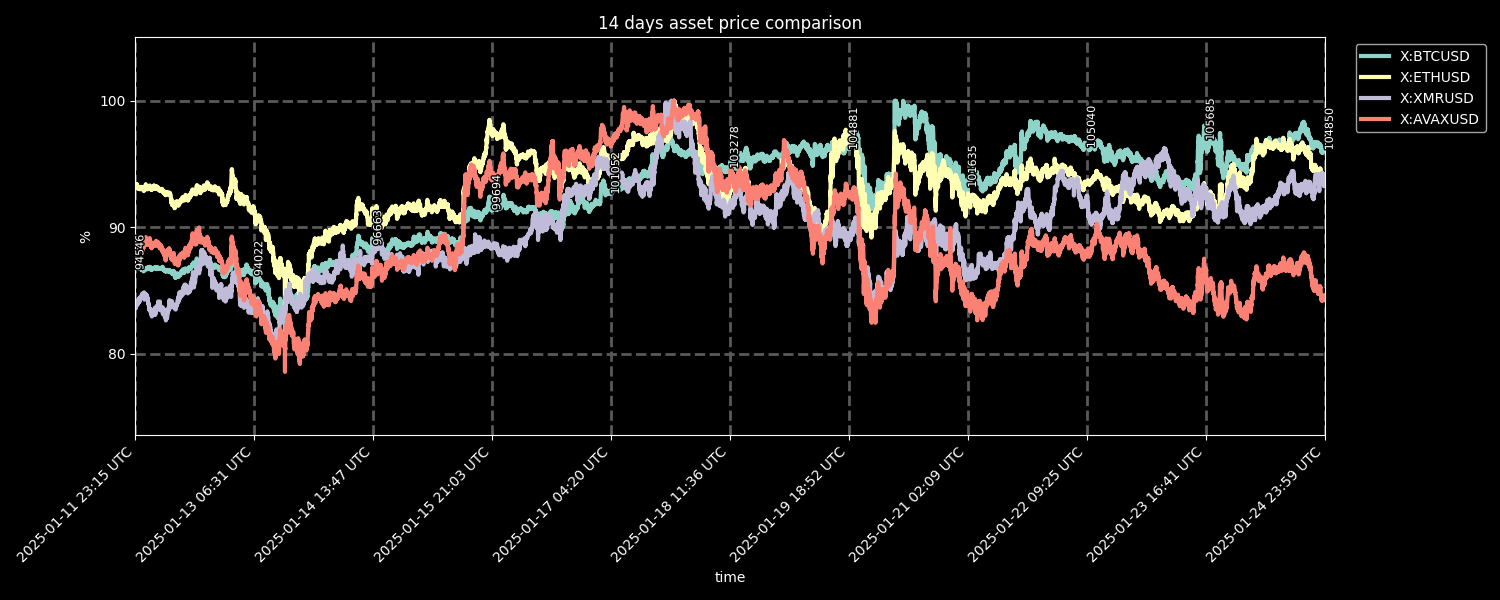 14 days asset price comparison
X:BTCUSD
X:ETHUSD
X:XMRUSD
X:AVAXUSD
100
90
80
%
94546
94022
96663
99694
101052
103278
104881
101635
105040
105685
104850
2025-01-11 23:15 UTC
2025-01-13 06:31 UTC
2025-01-14 13:47 UTC
2025-01-15 21:03 UTC
2025-01-17 04:20 UTC
2025-01-18 11:36 UTC
2025-01-19 18:52 UTC
2025-01-21 02:09 UTC
2025-01-22 09:25 UTC
2025-01-23 16:41 UTC
2025-01-24 23:59 UTC
time